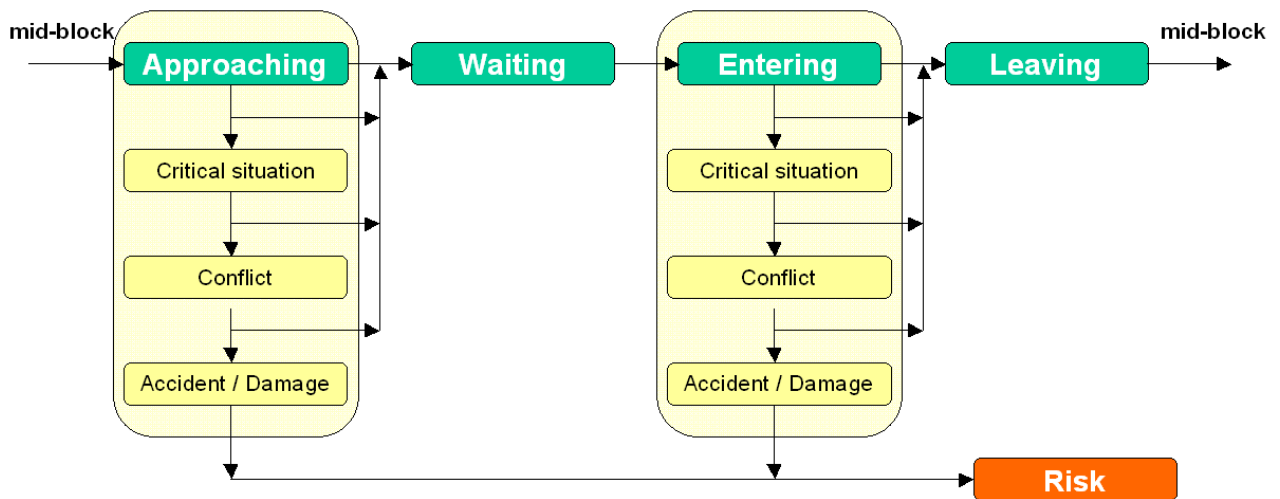 mid-block
mid-block
Approaching
Waiting
Entering
Leaving
Critical situation
Critical situation
Conflict
Conflict
Accident / Damage
Accident / Damage
Risk